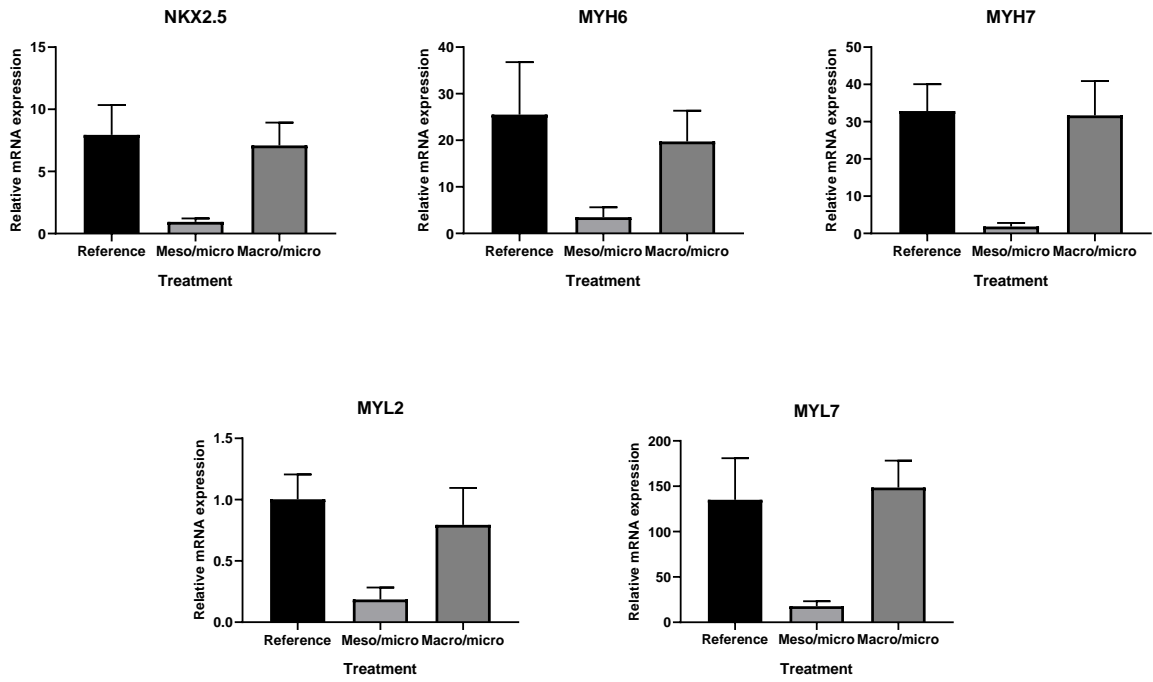 NKX2.5
Relative mRNA expression
15
10
5
0
Reference Meso/micro Macro/micro
Treatment
MYH6
Relative mRNA expression
40
30
20
10
0
Reference Meso/micro Macro/micro
Treatment
MYH7
Relative mRNA expression
50
40
30
20
10
0
Reference Meso/micro Macro/micro
Treatment
MYL2
Relative mRNA expression
1.5
1.0
0.5
0.0
Reference Meso/micro Macro/micro
Treatment
MYL7
Relative mRNA expression
200
150
100
50
0
Reference Meso/micro Macro/micro
Treatment